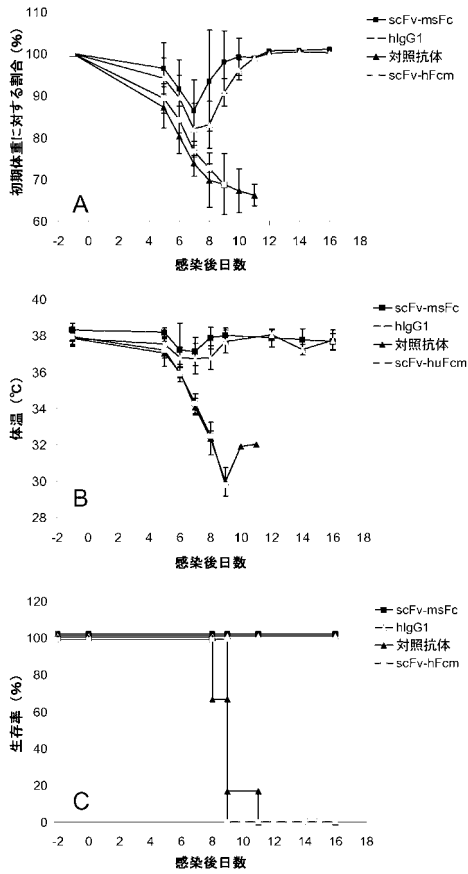 110
100
90
80
70
60
初期体重に対する割合 (%)
A
-2 0 2 4 6 8 10 12 14 16 18
感染後日数
scFv-msFc
hIgG1
対照抗体
scFv-hFcm
40
38
36
34
32
30
28
体温 (℃)
B
-2 0 2 4 6 8 10 12 14 16 18
感染後日数
scFv-msFc
hIgG1
対照抗体
scFv-huFcm
120
100
80
60
40
20
0
生存率 (%)
C
-2 0 2 4 6 8 10 12 14 16 18
感染後日数
scFv-msFc
hIgG1
対照抗体
scFv-hFcm